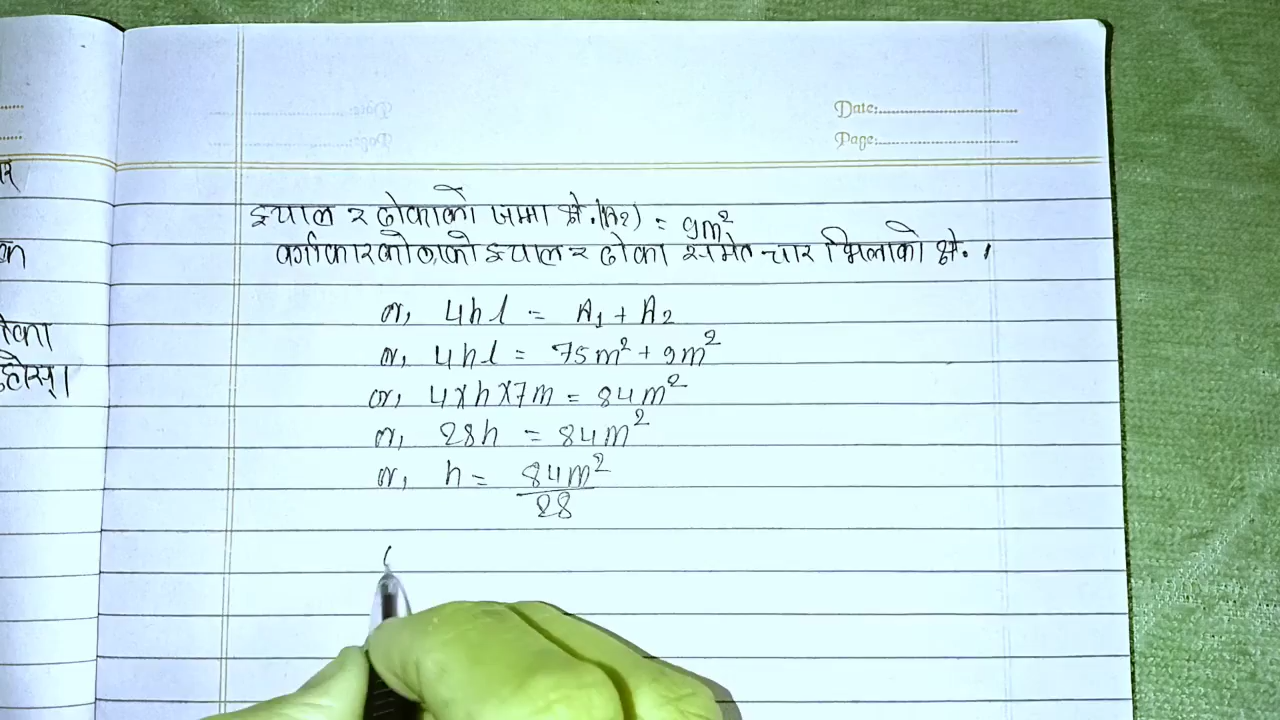 Date:
Page:
झ्याल र ढोकाको जम्मा क्षे.(A2) = 9m²
वर्गाकार कोठाको झ्याल र ढोका समेत चार भित्ताको क्षे. ।
or, 4hl = A₁ + A₂
or, 4hl = 75m² + 9m²
or, 4×h×7m = 84m²
or, 28h = 84m²
or, h = 84m²
28
होस्।